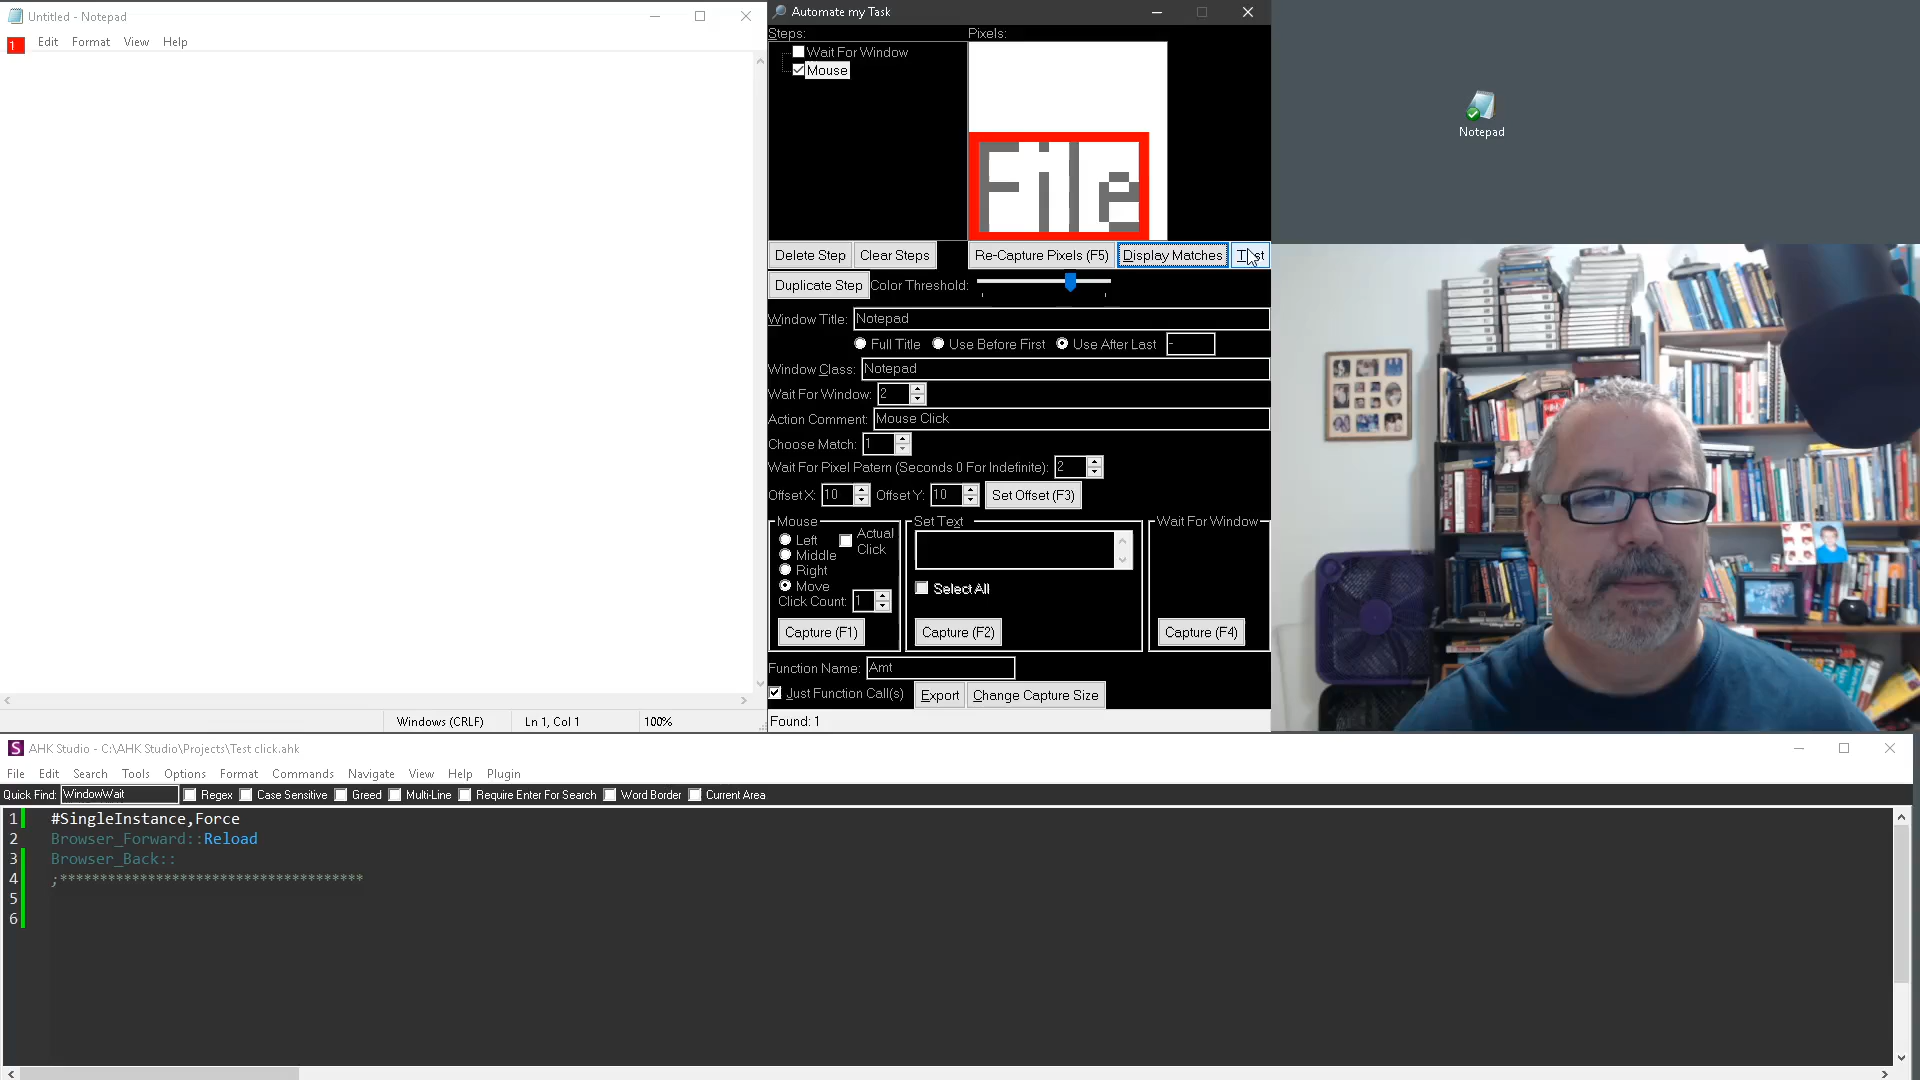 Untitled - Notepad
1 Edit Format View Help
Windows (CRLF) Ln 1, Col 1 100%
Automate my Task
Steps: Pixels:
Wait For Window
Mouse
File
Delete Step Clear Steps Re-Capture Pixels (F5) Display Matches
Duplicate Step Color Threshold:
Window Title: Notepad
Full Title Use Before First Use After Last -
Window Class: Notepad
Wait For Window: 2
Action Comment: Mouse Click
Choose Match: 1
Wait For Pixel Patern (Seconds 0 For Indefinite): 2
Offset X: 10 Offset Y: 10 Set Offset (F3)
Mouse
Left
Middle
Right
Move
Actual
Click
Click Count: 1
Capture (F1)
Set Text
Select All
Capture (F2)
Wait For Window
Capture (F4)
Function Name: Amt
Just Function Call(s) Export Change Capture Size
Found: 1
Notepad
AHK Studio - C:\AHK Studio\Projects\Test click.ahk
File Edit Search Tools Options Format Commands Navigate View Help Plugin
Quick Find: WindowWait Regex Case Sensitive Greed Multi-Line Require Enter For Search Word Border Current Area
1 #SingleInstance,Force
2 Browser_Forward::Reload
3 Browser_Back::
4 ;**************************************
5
6